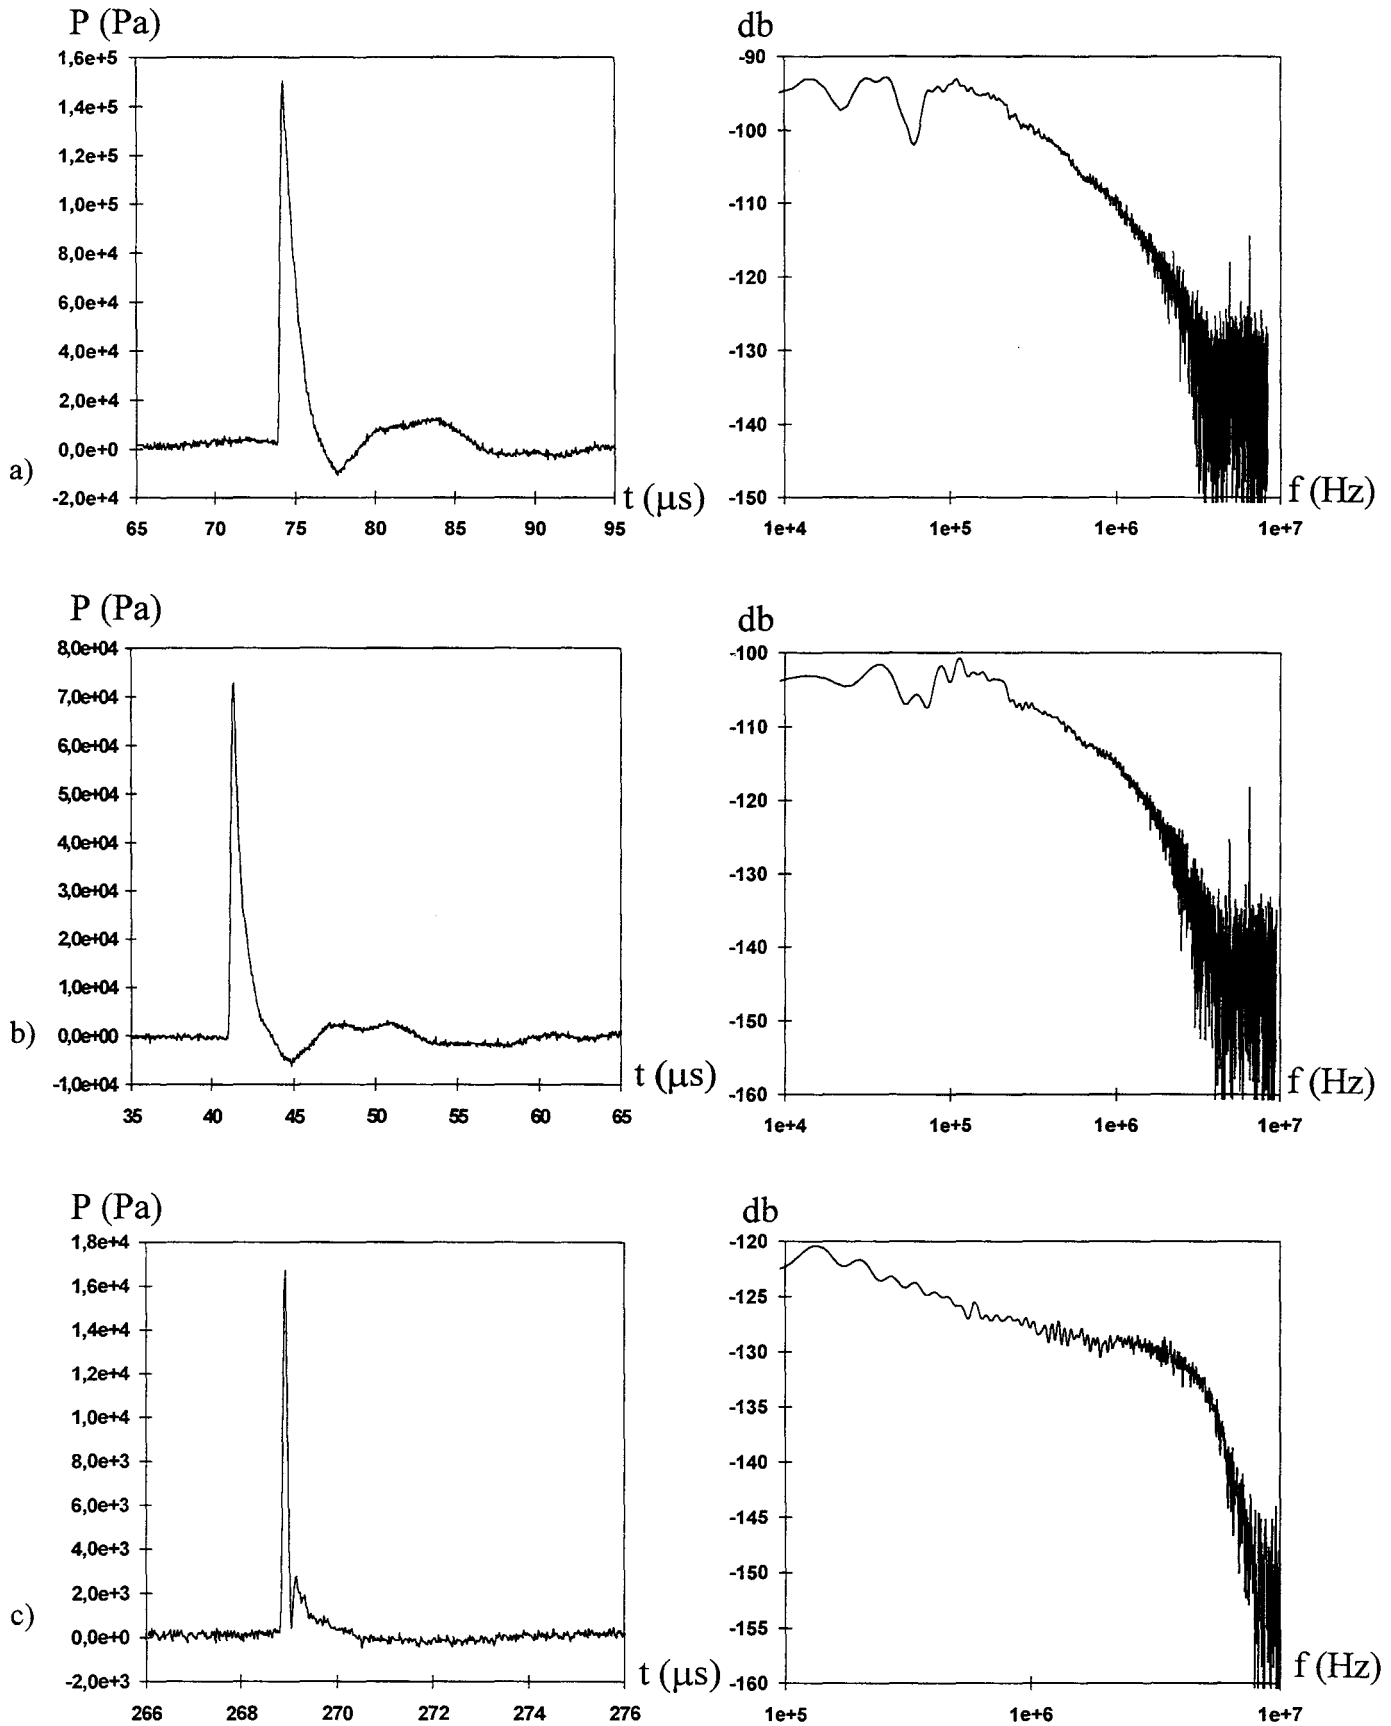 P (Pa)
1,6e+5
1,4e+5
1,2e+5
1,0e+5
8,0e+4
6,0e+4
4,0e+4
2,0e+4
0,0e+0
-2,0e+4
a)
t (μs)
65 70 75 80 85 90 95
db
-90
-100
-110
-120
-130
-140
-150
f (Hz)
1e+4 1e+5 1e+6 1e+7
P (Pa)
8,0e+04
7,0e+04
6,0e+04
5,0e+04
4,0e+04
3,0e+04
2,0e+04
1,0e+04
0,0e+00
-1,0e+04
b)
t (μs)
35 40 45 50 55 60 65
db
-100
-110
-120
-130
-140
-150
-160
f (Hz)
1e+4 1e+5 1e+6 1e+7
P (Pa)
1,8e+4
1,6e+4
1,4e+4
1,2e+4
1,0e+4
8,0e+3
6,0e+3
4,0e+3
2,0e+3
0,0e+0
-2,0e+3
c)
t (μs)
266 268 270 272 274 276
db
-120
-125
-130
-135
-140
-145
-150
-155
-160
f (Hz)
1e+5 1e+6 1e+7